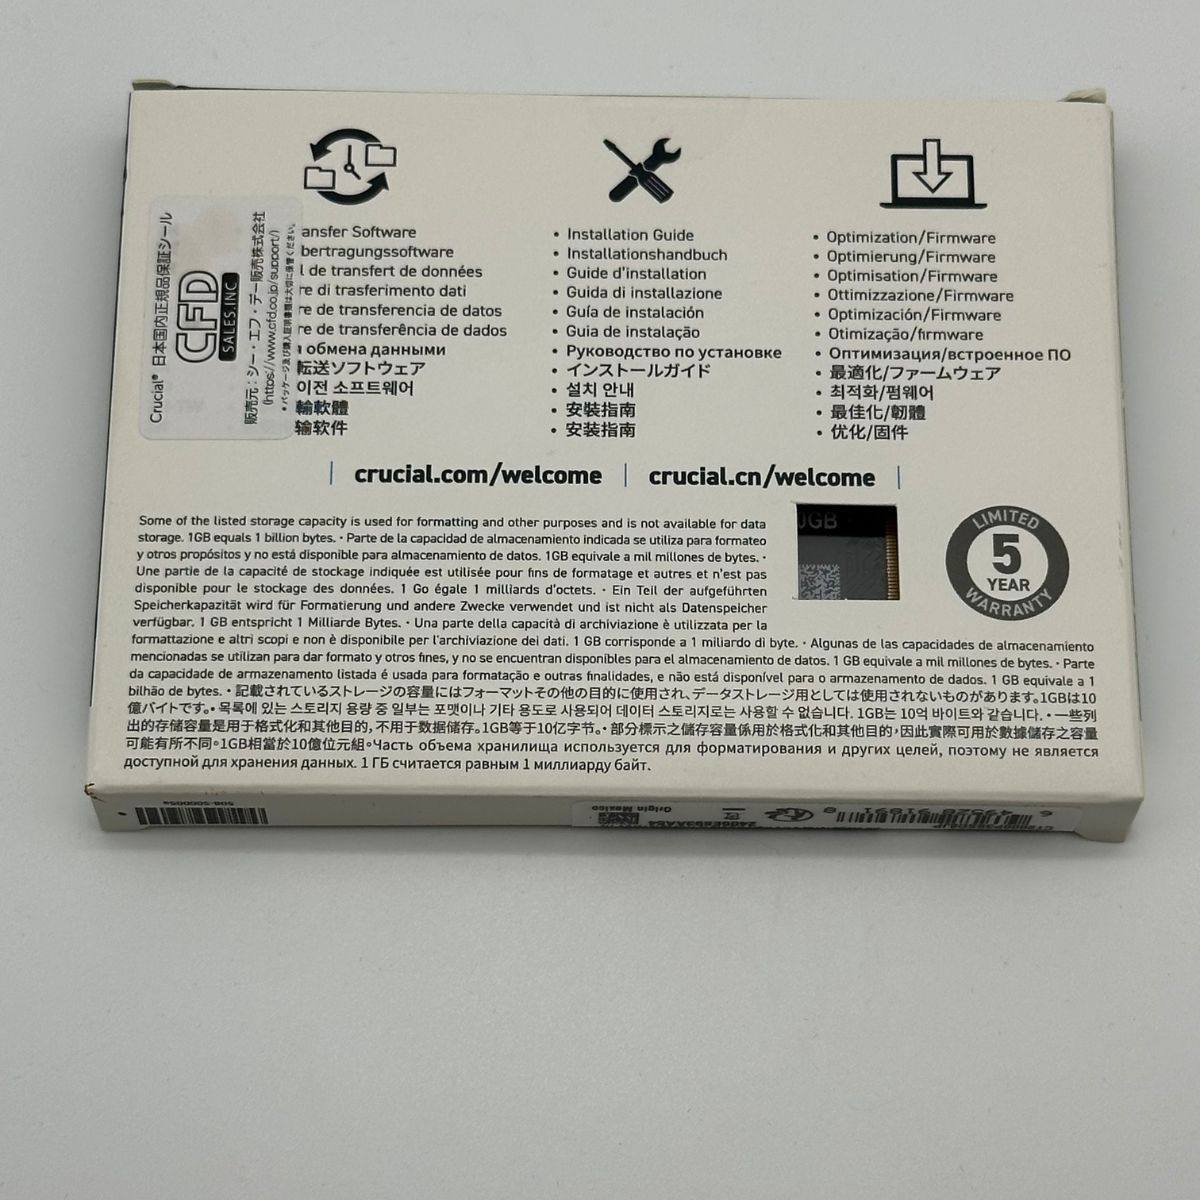 Crucial® 日本国内正規品保証シール
CFD
SALES.INC.
販売元：シー・エフ・デー販売株式会社
(https://www.cfd.co.jp/support/)
ansfer Software
bertragungssoftware
l de transfert de données
re di trasferimento dati
re de transferencia de datos
re de transferência de dados
обмена данными
転送ソフトウェア
이전 소프트웨어
輸軟體
输软件
• Installation Guide
• Installationshandbuch
• Guide d'installation
• Guida di installazione
• Guía de instalación
• Guia de instalação
• Руководство по установке
• インストールガイド
• 설치 안내
• 安裝指南
• 安装指南
• Optimization/Firmware
• Optimierung/Firmware
• Optimisation/Firmware
• Ottimizzazione/Firmware
• Optimización/Firmware
• Otimização/firmware
• Оптимизация/встроенное ПО
• 最適化/ファームウェア
• 최적화/펌웨어
• 最佳化/韌體
• 优化/固件
crucial.com/welcome
crucial.cn/welcome
Some of the listed storage capacity is used for formatting and other purposes and is not available for data
storage. 1GB equals 1 billion bytes. • Parte de la capacidad de almacenamiento indicada se utiliza para formateo
y otros propósitos y no está disponible para almacenamiento de datos. 1GB equivale a mil millones de bytes. •
Une partie de la capacité de stockage indiquée est utilisée pour fins de formatage et autres et n'est pas
disponible pour le stockage des données. 1 Go égale 1 milliards d'octets. • Ein Teil der aufgeführten
Speicherkapazität wird für Formatierung und andere Zwecke verwendet und ist nicht als Datenspeicher
verfügbar. 1 GB entspricht 1 Milliarde Bytes. • Una parte della capacità di archiviazione è utilizzata per la
formattazione e altri scopi e non è disponibile per l'archiviazione dei dati. 1 GB corrisponde a 1 miliardo di byte. • Algunas de las capacidades de almacenamiento
mencionadas se utilizan para dar formato y otros fines, y no se encuentran disponibles para el almacenamiento de datos. 1 GB equivale a mil millones de bytes. • Parte
da capacidade de armazenamento listada é usada para formatação e outras finalidades, e não está disponível para o armazenamento de dados. 1 GB equivale a 1
bilhão de bytes. • 記載されているストレージの容量にはフォーマットその他の目的に使用され、データストレージ用としては使用されないものがあります。1GBは10
億バイトです。• 목록에 있는 스토리지 용량 중 일부는 포맷이나 기타 용도로 사용되어 데이터 스토리지로는 사용할 수 없습니다. 1GB는 10억 바이트와 같습니다. • 一些列
出的存储容量是用于格式化和其他目的，不用于数据储存。1GB等于10亿字节。• 部分標示之儲存容量係用於格式化和其他目的，因此實際可用於數據儲存之容量
可能有所不同。1GB相當於10億位元組。Часть объема хранилища используется для форматирования и других целей, поэтому не является
доступной для хранения данных. 1 ГБ считается равным 1 миллиарду байт.
0GB
LIMITED
5
YEAR
WARRANTY
Origin Mexico